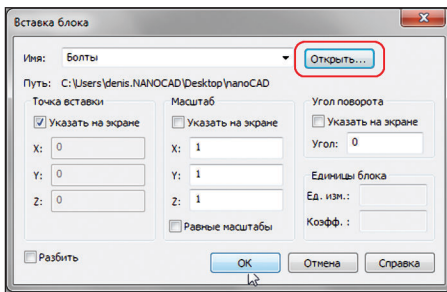 Вставка блока
Имя: Болты Открыть...
Путь: C:\Users\denis.NANOCAD\Desktop\nanoCAD
Точка вставки Масштаб Угол поворота
Указать на экране Указать на экране Указать на экране
X: 0 X: 1 Угол: 0
Y: 0 Y: 1 Единицы блока
Z: 0 Z: 1 Ед. изм.:
Равные масштабы Коэфф. :
Разбить OK Отмена Справка